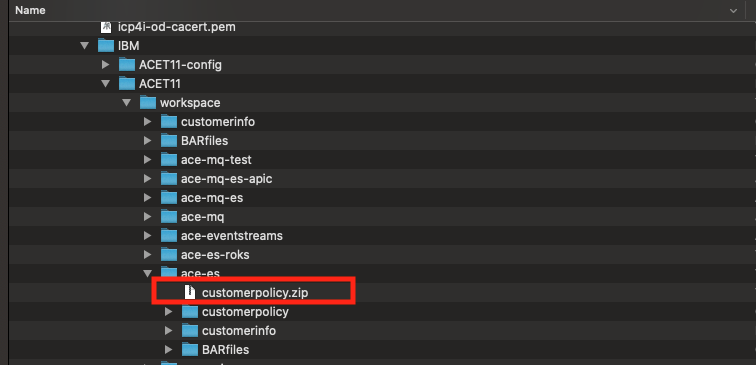 Name
icp4i-od-cacert.pem
IBM
ACET11-config
ACET11
workspace
customerinfo
BARfiles
ace-mq-test
ace-mq-es-apic
ace-mq-es
ace-mq
ace-eventstreams
ace-es-roks
ace-es
customerpolicy.zip
customerpolicy
customerinfo
BARfiles